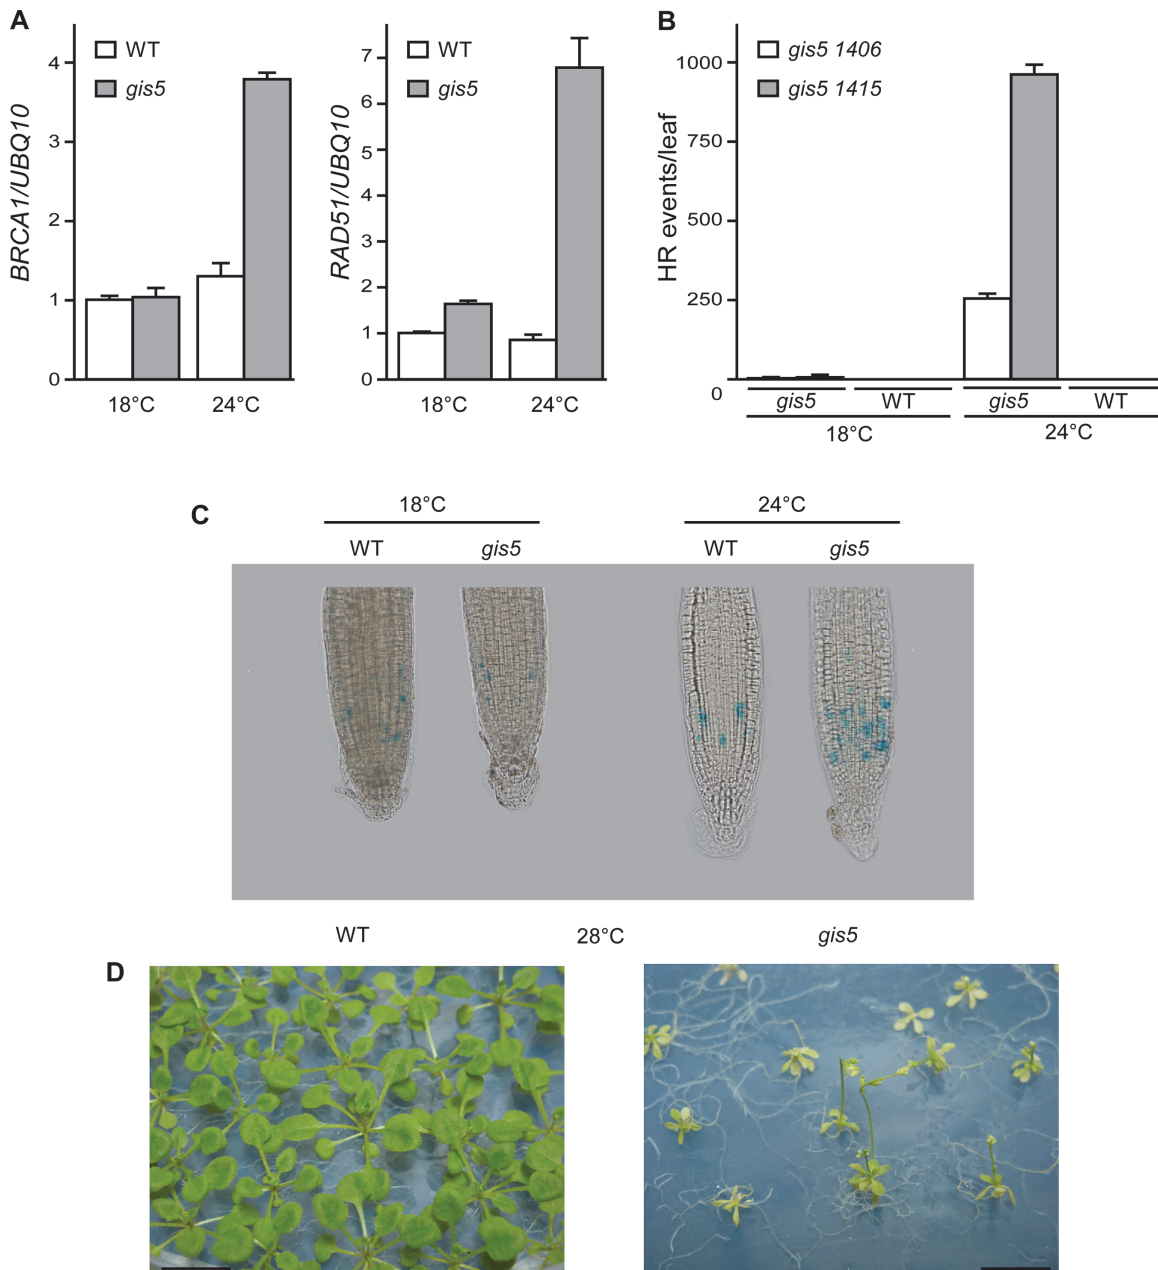 A
BRCA1/UBQ10
4
3
2
1
0
WT
gis5
18°C 24°C
RAD51/UBQ10
7
6
5
4
3
2
1
0
WT
gis5
18°C 24°C
B
HR events/leaf
1000
750
500
250
0
gis5 1406
gis5 1415
gis5 WT gis5 WT
18°C 24°C
C
18°C 24°C
WT gis5 WT gis5
WT 28°C gis5
D